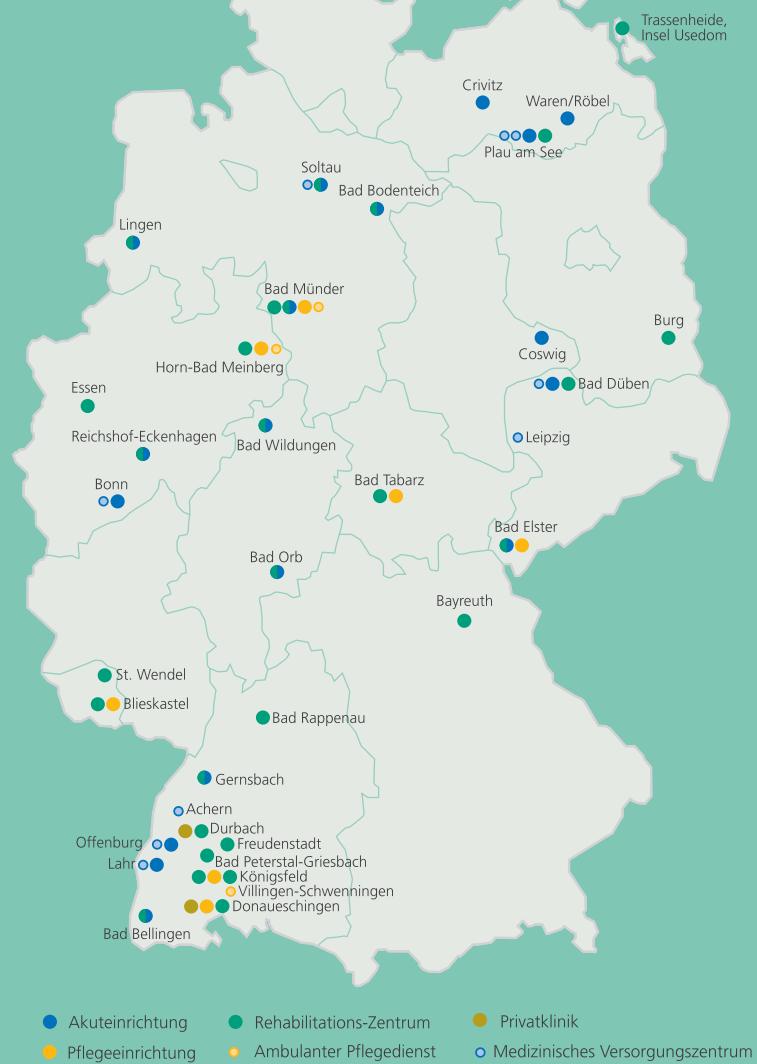 Trassenheide,
Insel Usedom
Crivitz
Waren/Röbel
Plau am See
Soltau
Bad Bodenteich
Lingen
Bad Münder
Burg
Coswig
Horn-Bad Meinberg
Essen
Bad Düben
Reichshof-Eckenhagen
Bad Wildungen
Leipzig
Bonn
Bad Tabarz
Bad Elster
Bad Orb
Bayreuth
St. Wendel
Blieskastel
Bad Rappenau
Gernsbach
Achern
Durbach
Offenburg
Freudenstadt
Lahr
Bad Peterstal-Griesbach
Königsfeld
Villingen-Schwenningen
Donaueschingen
Bad Bellingen
Akuteinrichtung
Rehabilitations-Zentrum
Privatklinik
Pflegeeinrichtung
Ambulanter Pflegedienst
Medizinisches Versorgungszentrum